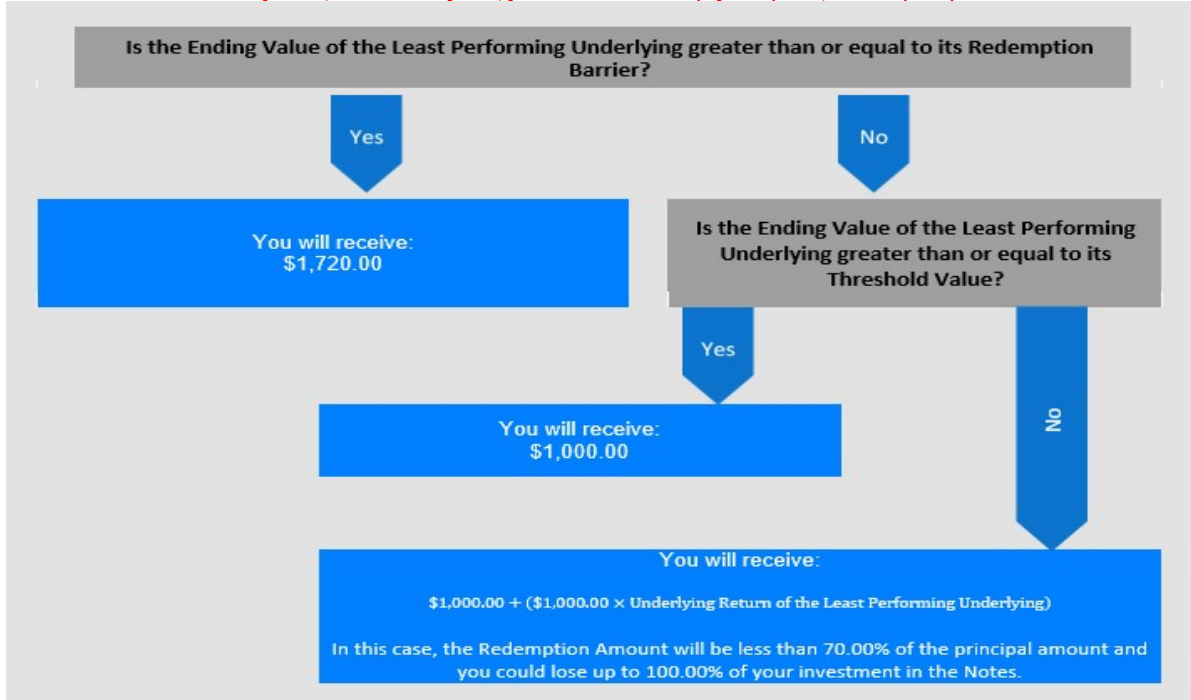 Is the Ending Value of the Least Performing Underlying greater than or equal to its Redemption
Barrier?
Yes
No
You will receive:
$1,720.00
Is the Ending Value of the Least Performing
Underlying greater than or equal to its
Threshold Value?
Yes
No
You will receive:
$1,000.00
You will receive:
$1,000.00 + ($1,000.00 × Underlying Return of the Least Performing Underlying)
In this case, the Redemption Amount will be less than 70.00% of the principal amount and
you could lose up to 100.00% of your investment in the Notes.